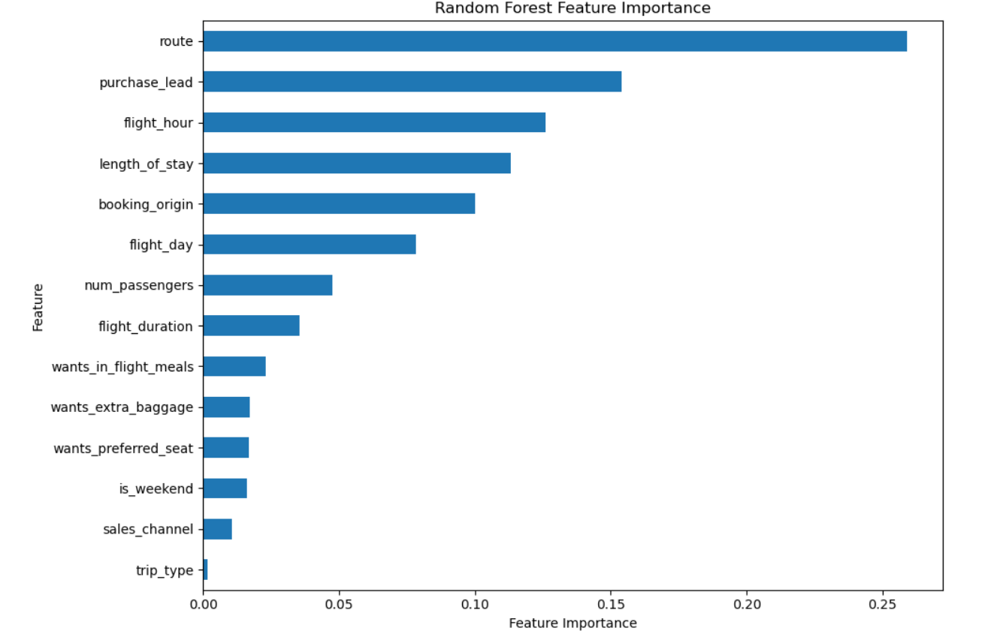 Random Forest Feature Importance
route
purchase_lead
flight_hour
length_of_stay
booking_origin
flight_day
num_passengers
flight_duration
wants_in_flight_meals
wants_extra_baggage
wants_preferred_seat
is_weekend
sales_channel
trip_type
Feature
0.00 0.05 0.10 0.15 0.20 0.25
Feature Importance